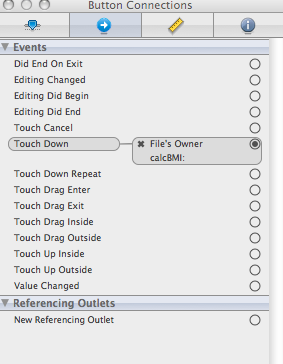 Button Connections
Events
Did End On Exit
Editing Changed
Editing Did Begin
Editing Did End
Touch Cancel
Touch Down
File's Owner
calcBMI:
Touch Down Repeat
Touch Drag Enter
Touch Drag Exit
Touch Drag Inside
Touch Drag Outside
Touch Up Inside
Touch Up Outside
Value Changed
Referencing Outlets
New Referencing Outlet